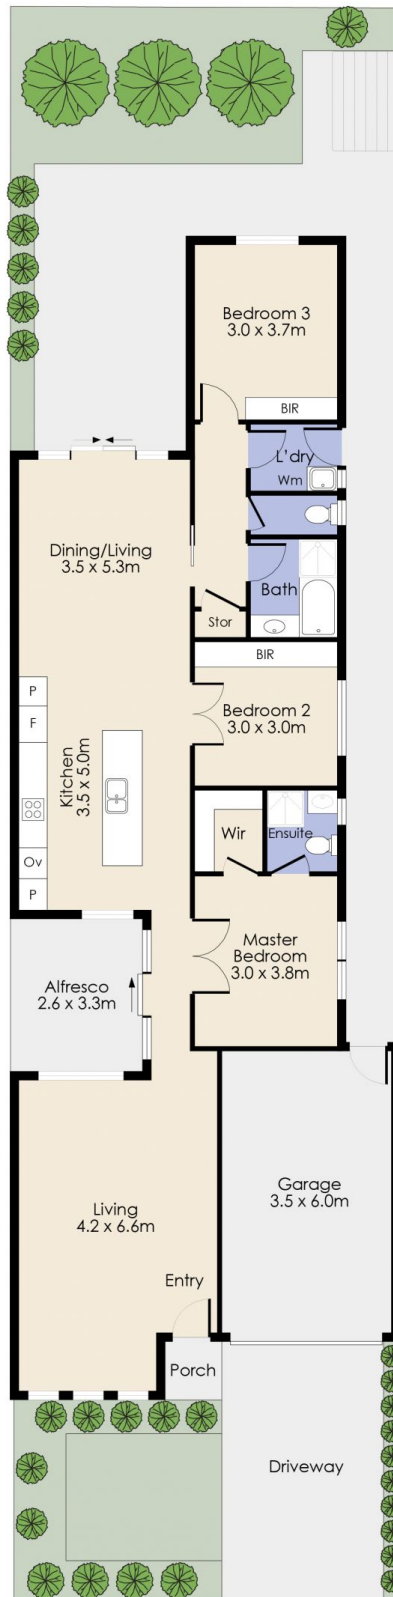 Bedroom 3
3.0 x 3.7m
BIR
L'dry
Wm
Dining/Living
3.5 x 5.3m
Bath
Stor
BIR
P
F
Bedroom 2
3.0 x 3.0m
Kitchen
3.5 x 5.0m
Wir
Ensuite
Ov
P
Master
Bedroom
3.0 x 3.8m
Alfresco
2.6 x 3.3m
Garage
3.5 x 6.0m
Living
4.2 x 6.6m
Entry
Porch
Driveway